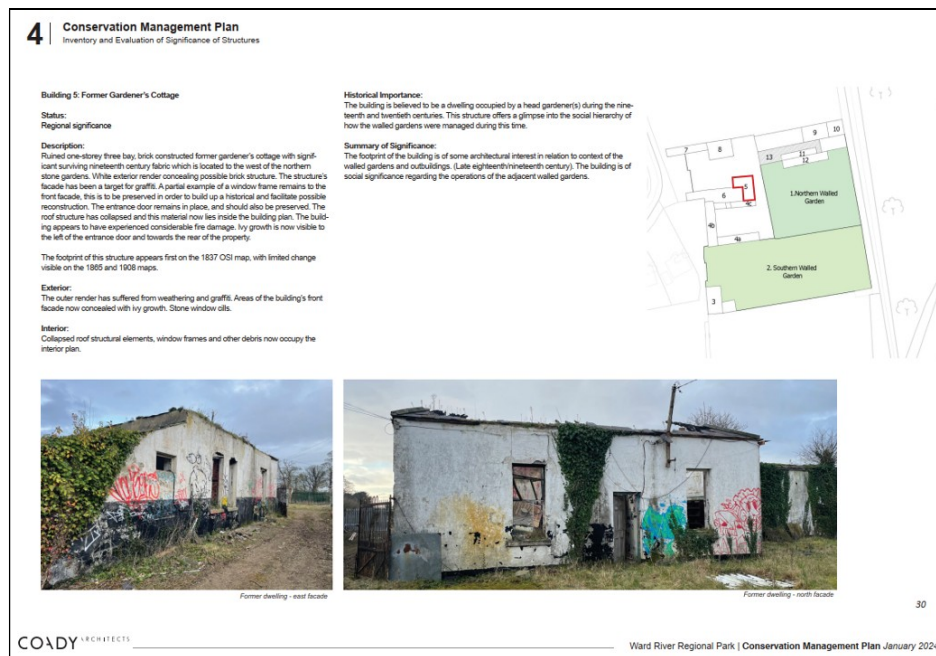 4
Conservation Management Plan
Inventory and Evaluation of Significance of Structures
Building 5: Former Gardener's Cottage
Status:
Regional significance
Description:
Ruined one-storey three bay, brick constructed former gardener's cottage with signif-
icant surviving nineteenth century fabric which is located to the west of the northern
stone gardens. White exterior render concealing possible brick structure. The structure's
facade has been a target for graffiti. A partial example of a window frame remains to the
front facade, this is to be preserved in order to build up a historical and facilitate possible
reconstruction. The entrance door remains in place, and should also be preserved. The
roof structure has collapsed and this material now lies inside the building plan. The build-
ing appears to have experienced considerable fire damage. Ivy growth is now visible to
the left of the entrance door and towards the rear of the property.
The footprint of this structure appears first on the 1837 OSI map, with limited change
visible on the 1865 and 1908 maps.
Exterior:
The outer render has suffered from weathering and graffiti. Areas of the building's front
facade now concealed with ivy growth. Stone window cills.
Interior:
Collapsed roof structural elements, window frames and other debris now occupy the
interior plan.
Historical Importance:
The building is believed to be a dwelling occupied by a head gardener(s) during the nine-
teenth and twentieth centuries. This structure offers a glimpse into the social hierarchy of
how the walled gardens were managed during this time.
Summary of Significance:
The footprint of the building is of some architectural interest in relation to context of the
walled gardens and outbuildings. (Late eighteenth/nineteenth century). The building is of
social significance regarding the operations of the adjacent walled gardens.
7
8
9
10
11
12
13
5
6
4c
4b
4a
3
1.Northern Walled
Garden
2. Southern Walled
Garden
Former dwelling - east facade
Former dwelling - north facade
30
COADY ARCHITECTS
Ward River Regional Park | Conservation Management Plan January 2024